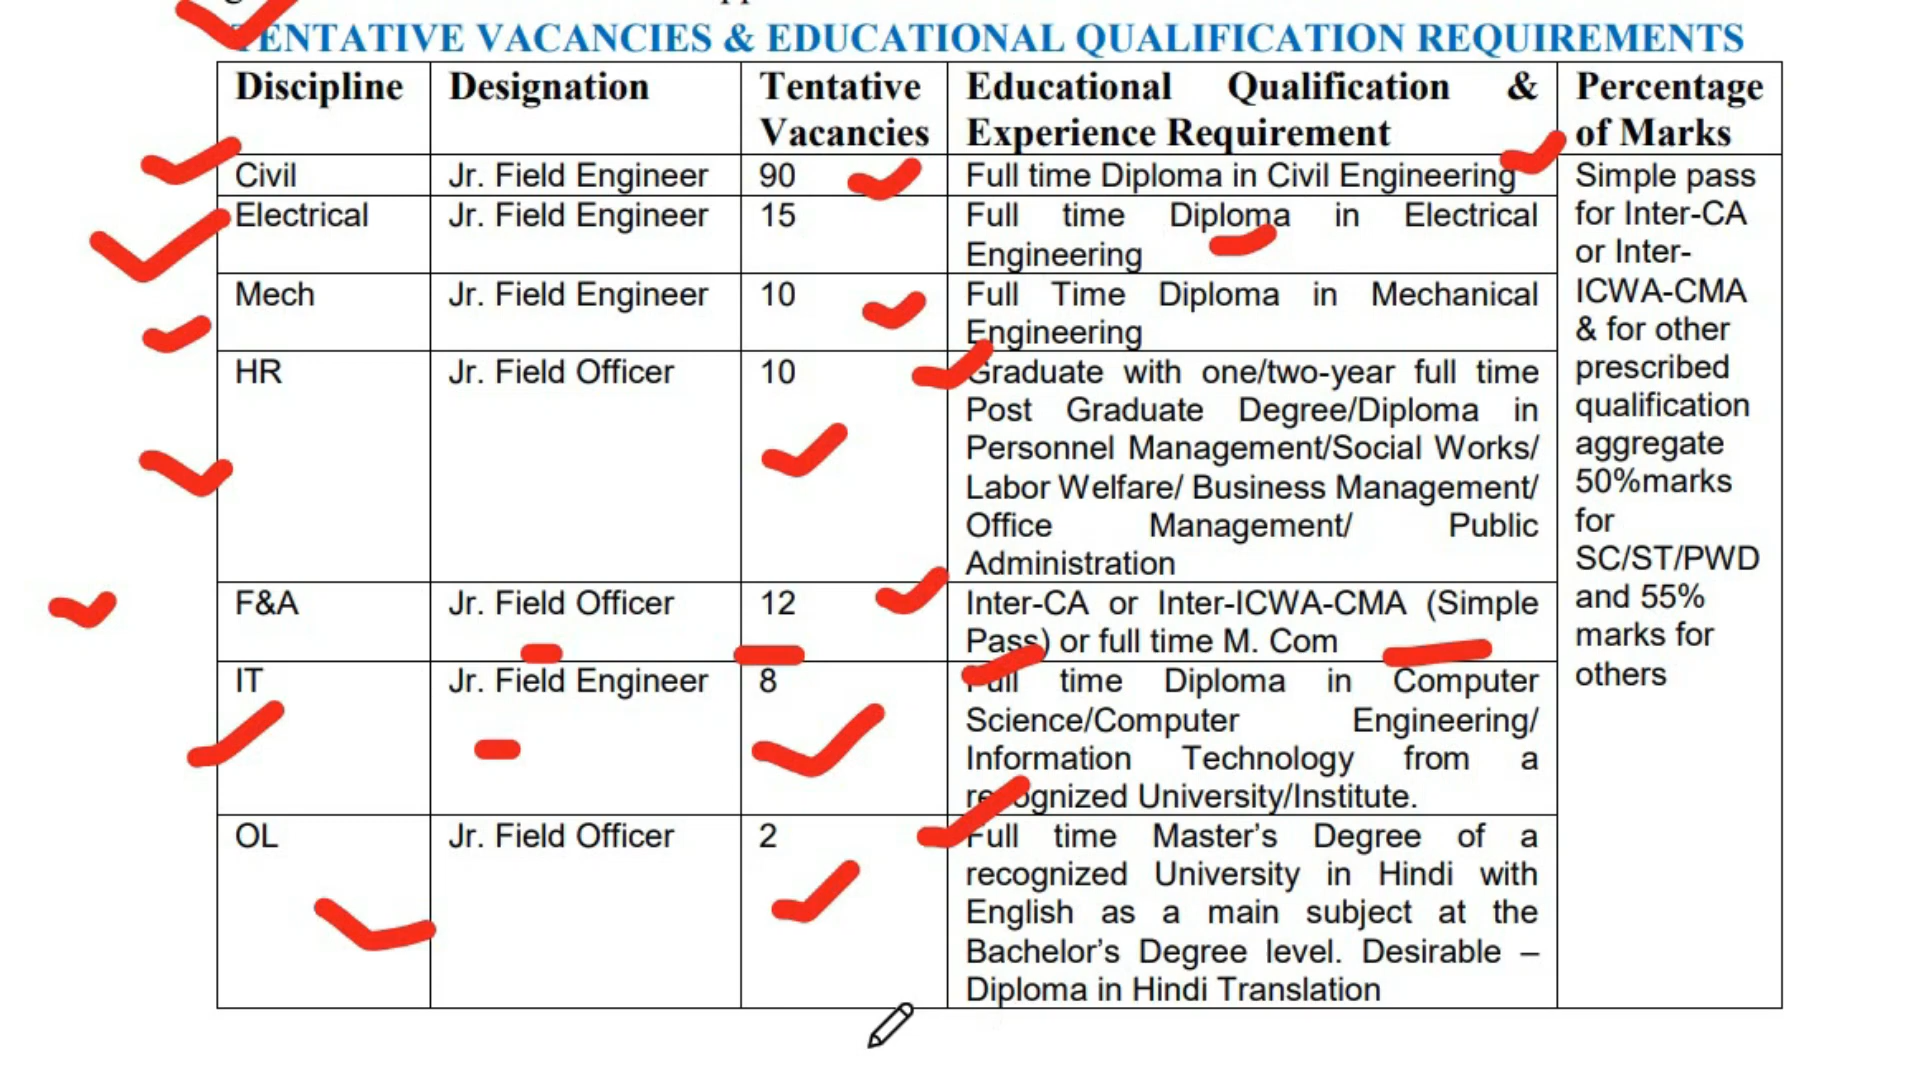 TENTATIVE VACANCIES & EDUCATIONAL QUALIFICATION REQUIREMENTS
Discipline Designation Tentative Vacancies Educational Qualification & Experience Requirement Percentage of Marks
Civil Jr. Field Engineer 90 Full time Diploma in Civil Engineering
Electrical Jr. Field Engineer 15 Full time Diploma in Electrical
Engineering
Mech Jr. Field Engineer 10 Full Time Diploma in Mechanical
Engineering
HR Jr. Field Officer 10 Graduate with one/two-year full time
Post Graduate Degree/Diploma in
Personnel Management/Social Works/
Labor Welfare/ Business Management/
Office Management/ Public
Administration
F&A Jr. Field Officer 12 Inter-CA or Inter-ICWA-CMA (Simple
Pass) or full time M. Com
IT Jr. Field Engineer 8 Full time Diploma in Computer
Science/Computer Engineering/
Information Technology from a
recognized University/Institute.
OL Jr. Field Officer 2 Full time Master's Degree of a
recognized University in Hindi with
English as a main subject at the
Bachelor's Degree level. Desirable –
Diploma in Hindi Translation
Simple pass
for Inter-CA
or Inter-
ICWA-CMA
& for other
prescribed
qualification
aggregate
50%marks
for
SC/ST/PWD
and 55%
marks for
others